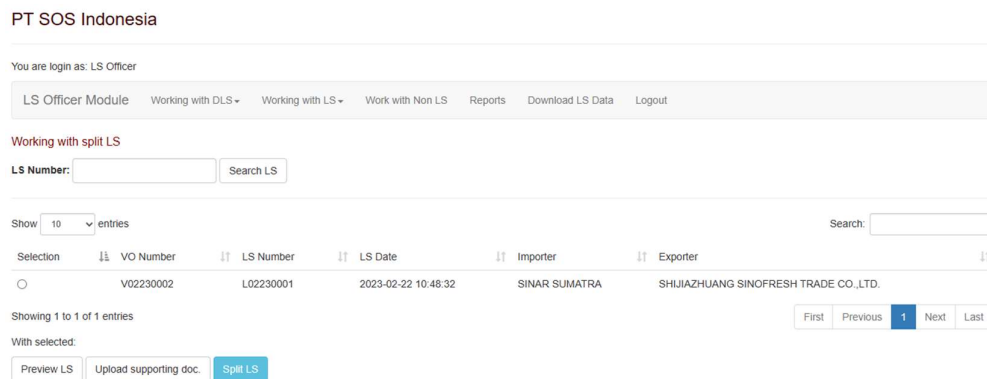 PT SOS Indonesia
You are login as: LS Officer
LS Officer Module Working with DLS Working with LS Work with Non LS Reports Download LS Data Logout
Working with split LS
LS Number: Search LS
Show 10 entries Search:
Selection VO Number LS Number LS Date Importer Exporter
V02230002 L02230001 2023-02-22 10:48:32 SINAR SUMATRA SHIJIAZHUANG SINOFRESH TRADE CO.,LTD.
Showing 1 to 1 of 1 entries First Previous 1 Next Last
With selected:
Preview LS Upload supporting doc. Split LS